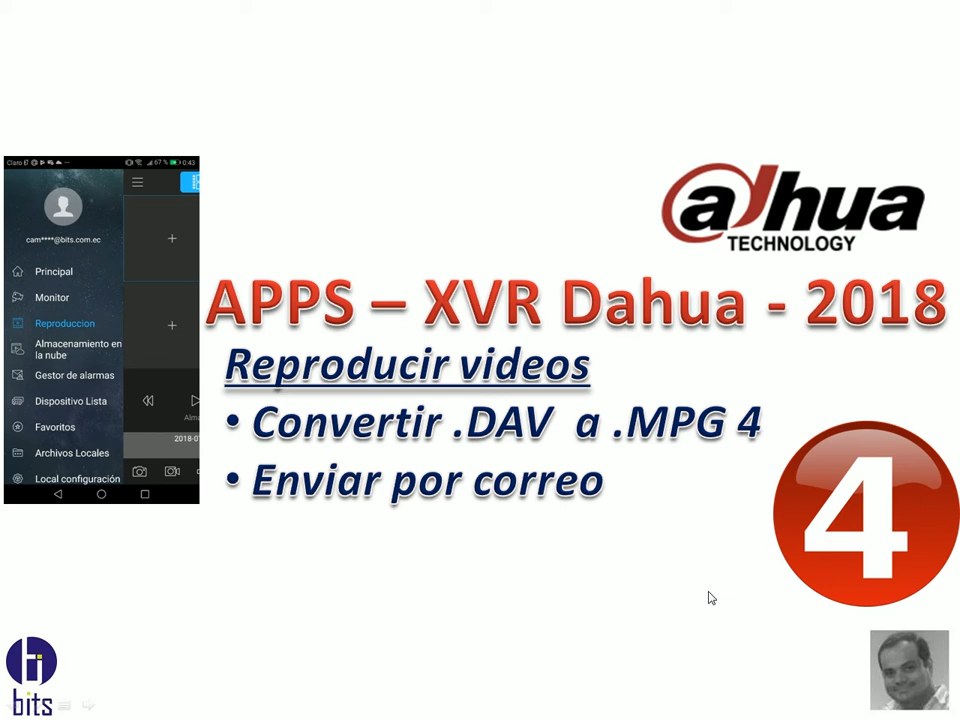 Claro 67 % 0:43
cam****@bits.com.ec
Principal
Monitor
Reproduccion
Almacenamiento en
la nube
Gestor de alarmas
Dispositivo Lista
Favoritos
Archivos Locales
Local configuración
Alma
2018-0
alhua
TECHNOLOGY
APPS – XVR Dahua - 2018
Reproducir videos
• Convertir .DAV a .MPG 4
• Enviar por correo
4
bits